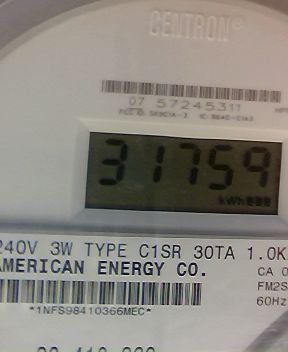 CENTRON®
07 57245311
31759
kWh
240V 3W TYPE C1SR 30TA 1.0K
AMERICAN ENERGY CO.
CA 0
FM2S
*1NFS98410366MEC*
60Hz